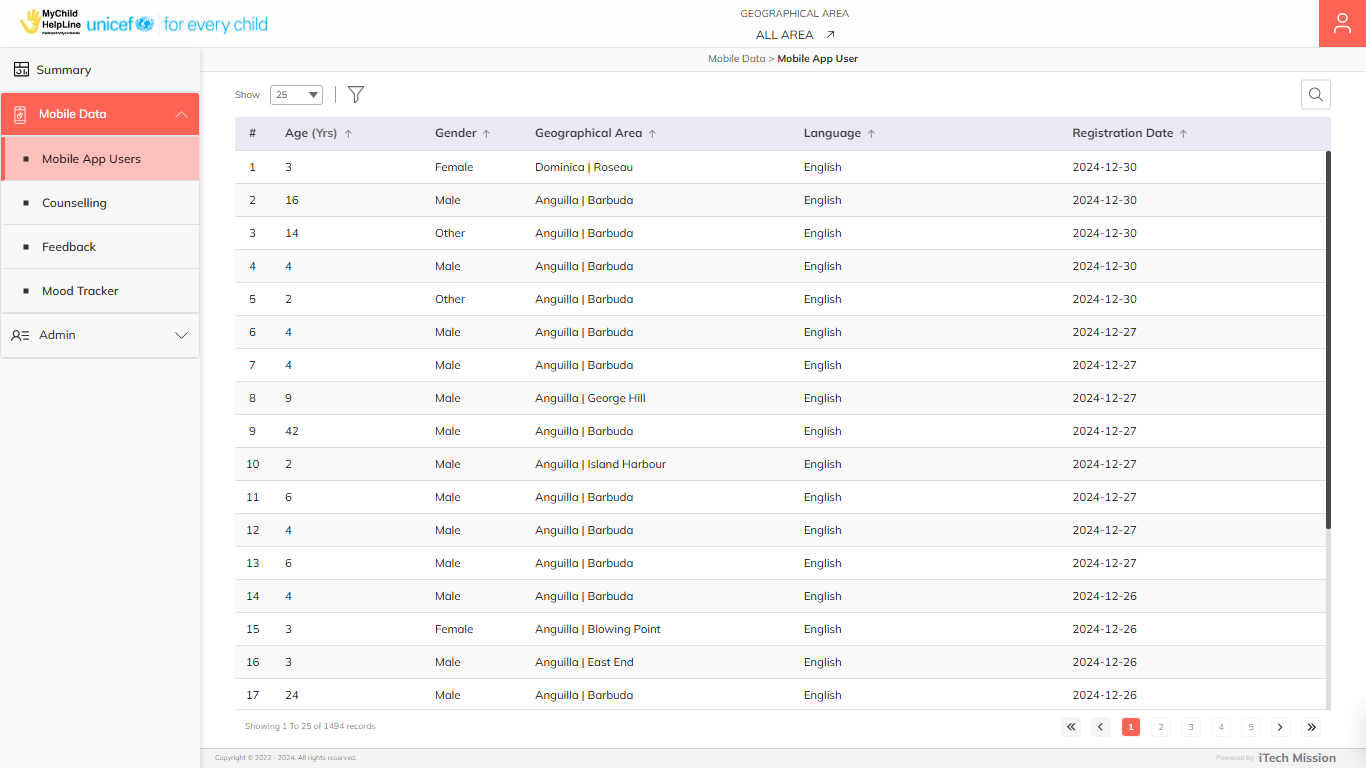 MyChild
HelpLine
unicef for every child
GEOGRAPHICAL AREA
ALL AREA
Summary
Mobile Data
Mobile App Users
Counselling
Feedback
Mood Tracker
Admin
Mobile Data > Mobile App User
Show 25
# Age (Yrs) Gender Geographical Area Language Registration Date
1 3 Female Dominica | Roseau English 2024-12-30
2 16 Male Anguilla | Barbuda English 2024-12-30
3 14 Other Anguilla | Barbuda English 2024-12-30
4 4 Male Anguilla | Barbuda English 2024-12-30
5 2 Other Anguilla | Barbuda English 2024-12-30
6 4 Male Anguilla | Barbuda English 2024-12-27
7 4 Male Anguilla | Barbuda English 2024-12-27
8 9 Male Anguilla | George Hill English 2024-12-27
9 42 Male Anguilla | Barbuda English 2024-12-27
10 2 Male Anguilla | Island Harbour English 2024-12-27
11 6 Male Anguilla | Barbuda English 2024-12-27
12 4 Male Anguilla | Barbuda English 2024-12-27
13 6 Male Anguilla | Barbuda English 2024-12-27
14 4 Male Anguilla | Barbuda English 2024-12-26
15 3 Female Anguilla | Blowing Point English 2024-12-26
16 3 Male Anguilla | East End English 2024-12-26
17 24 Male Anguilla | Barbuda English 2024-12-26
Showing 1 To 25 of 1494 records
« ‹ 1 2 3 4 5 › »
Copyright © 2022 - 2024. All rights reserved.
Powered by iTech Mission